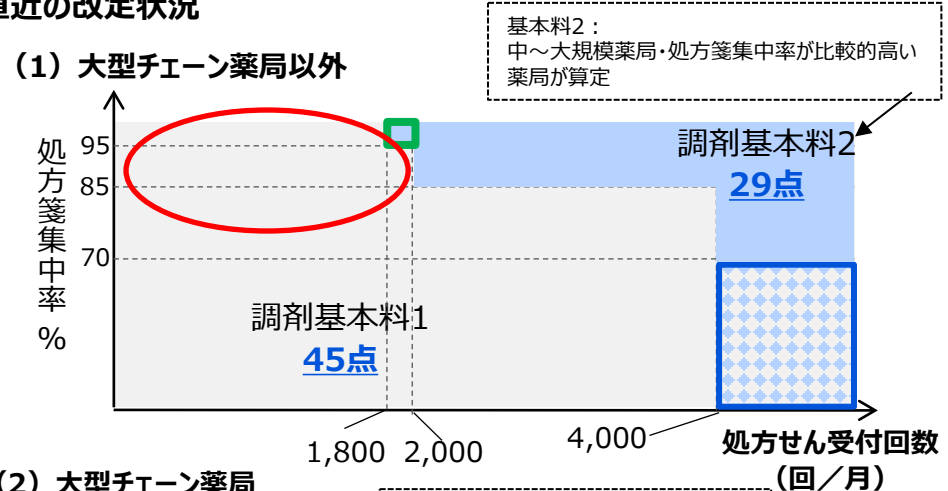 直近の改定状況
基本料2：
中～大規模薬局・処方箋集中率が比較的高い
薬局が算定
（1）大型チェーン薬局以外
処方箋集中率
%
95
85
70
調剤基本料2
29点
調剤基本料1
45点
1,800
2,000
4,000
処方せん受付回数
（回／月）
（2）大型チェーン薬局